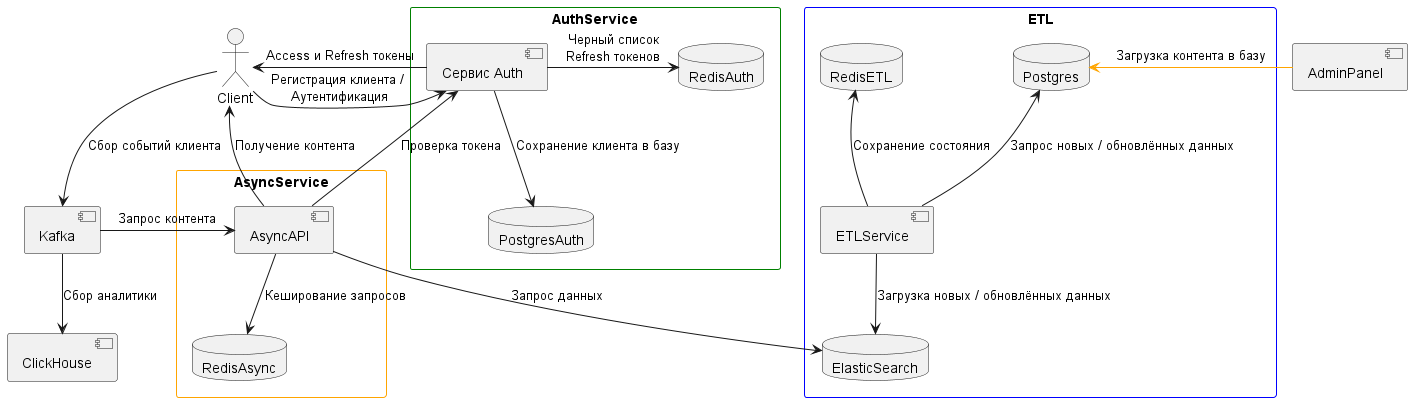 AuthService
ETL
Access и Refresh токены
Черный список
Refresh токенов
Client
Регистрация клиента /
Аутентификация
Сервис Auth
RedisAuth
RedisETL
Postgres
Загрузка контента в базу
AdminPanel
Сбор событий клиента
Получение контента
Проверка токена
Сохранение клиента в базу
Сохранение состояния
Запрос новых / обновлённых данных
AsyncService
Kafka
Запрос контента
AsyncAPI
PostgresAuth
ETLService
Сбор аналитики
Кеширование запросов
Запрос данных
Загрузка новых / обновлённых данных
ClickHouse
RedisAsync
ElasticSearch